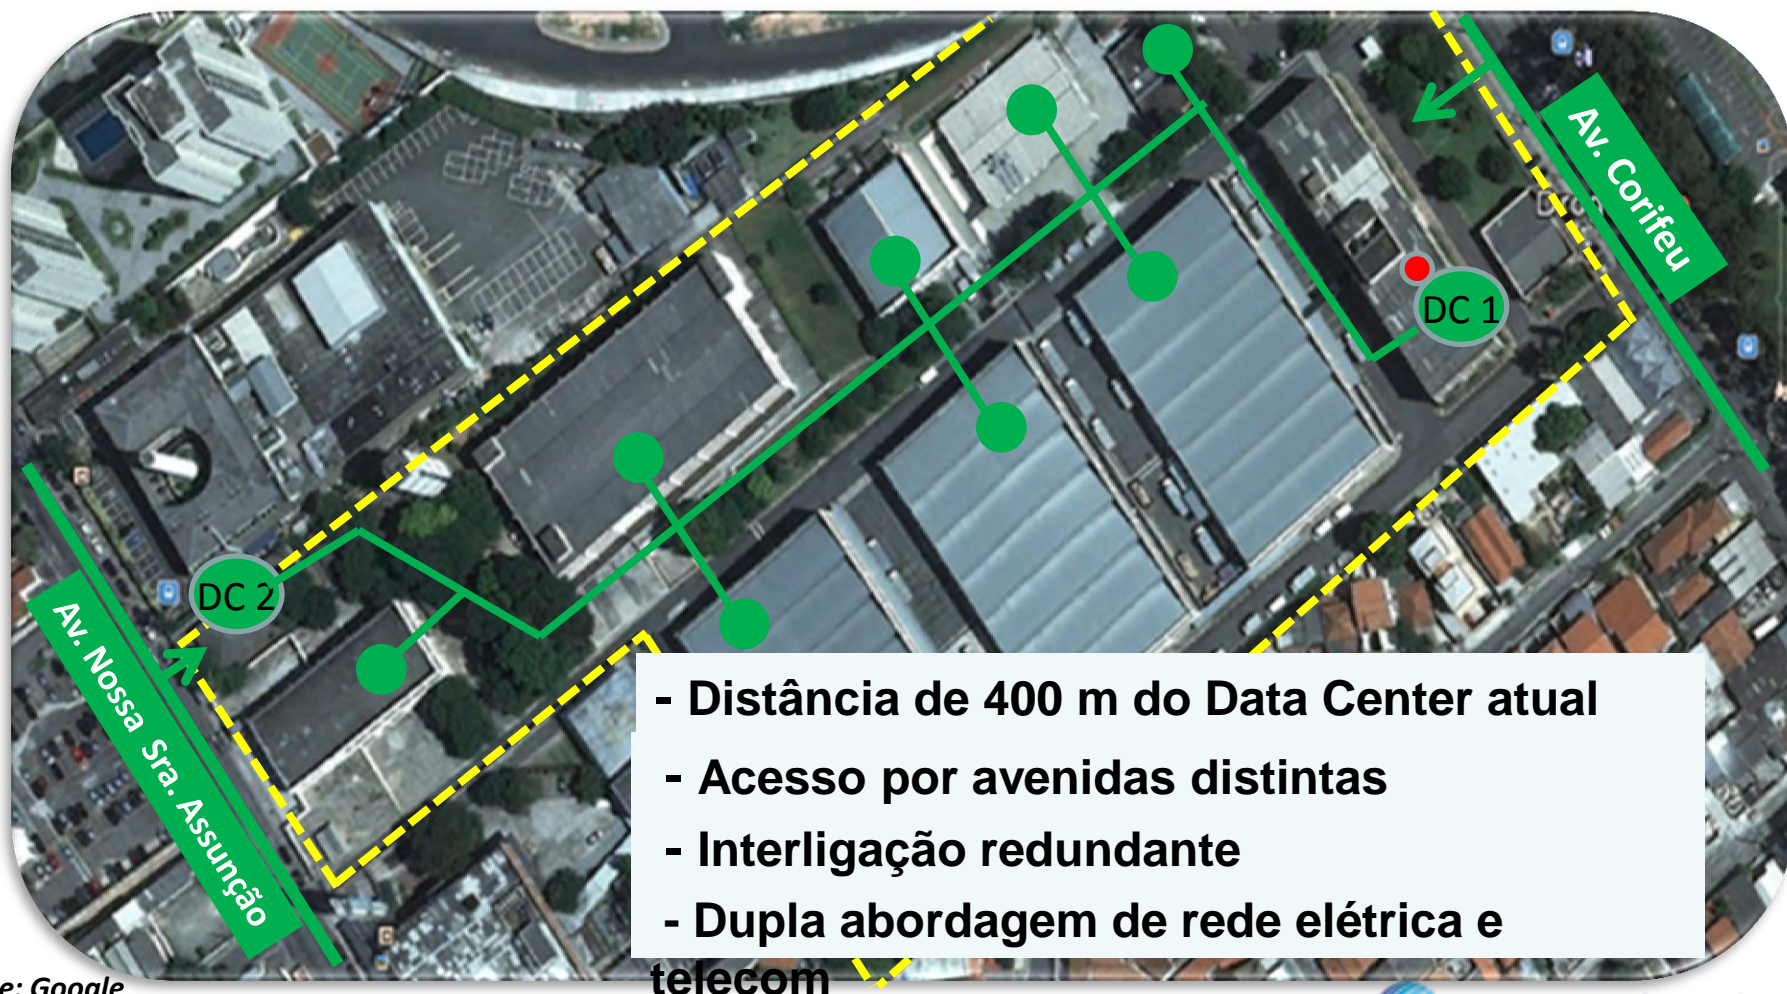 Av. Corifeu
DC 1
DC 2
Av. Nossa Sra. Assunção
- Distância de 400 m do Data Center atual
- Acesso por avenidas distintas
- Interligação redundante
- Dupla abordagem de rede elétrica e
telecom
e: Google